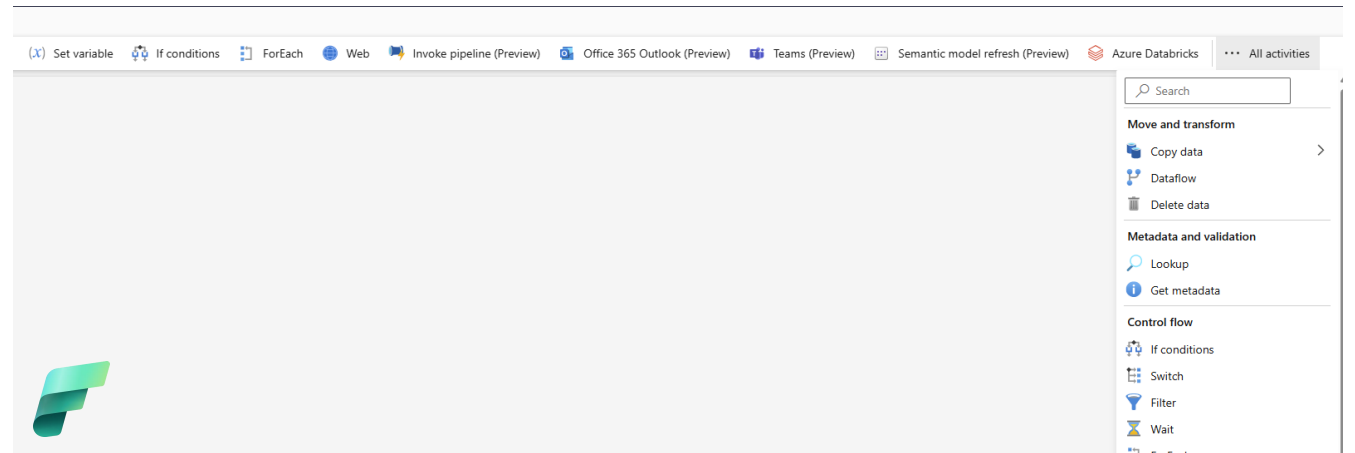 (x) Set variable If conditions ForEach Web Invoke pipeline (Preview) Office 365 Outlook (Preview) Teams (Preview) Semantic model refresh (Preview) Azure Databricks ··· All activities
Search
Move and transform
Copy data
Dataflow
Delete data
Metadata and validation
Lookup
Get metadata
Control flow
If conditions
Switch
Filter
Wait